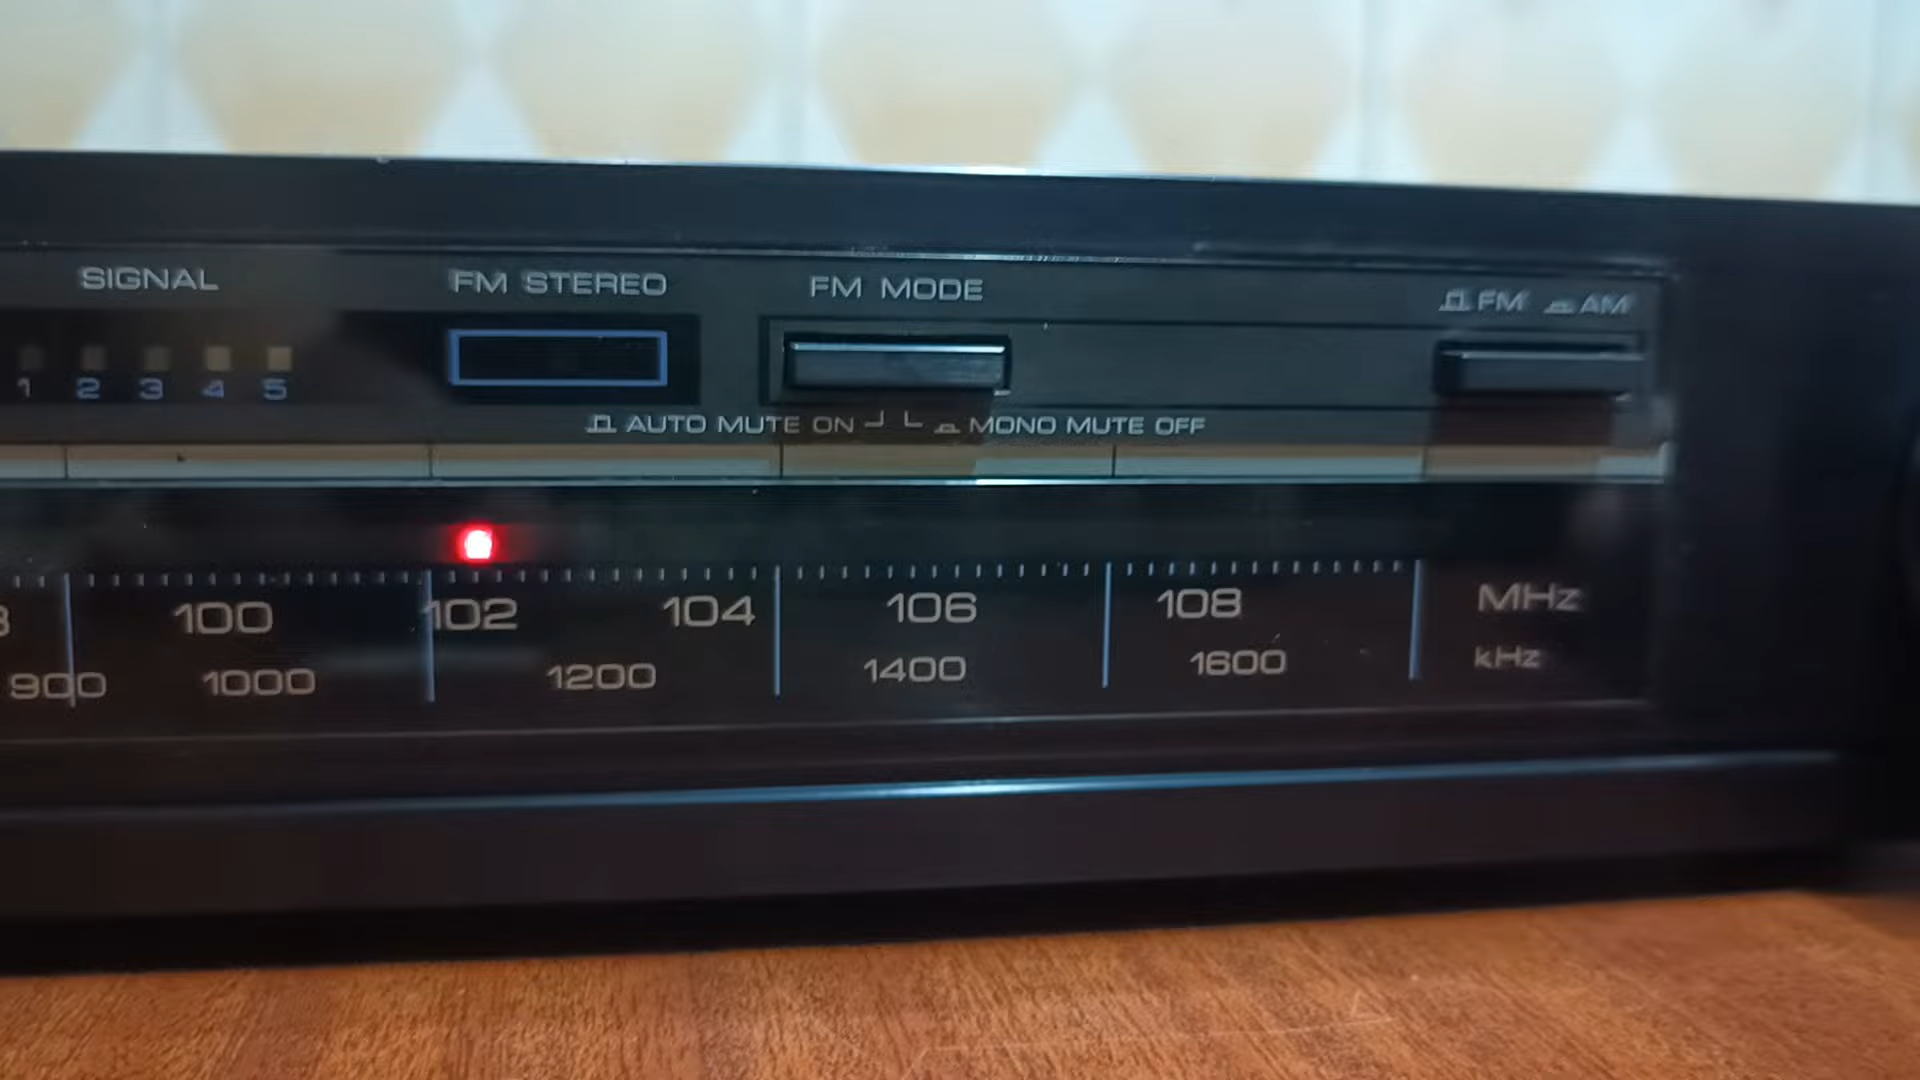 SIGNAL FM STEREO FM MODE FM AM
1 2 3 4 5
AUTO MUTE ON MONO MUTE OFF
100 102 104 106 108 MHz
900 1000 1200 1400 1600 kHz